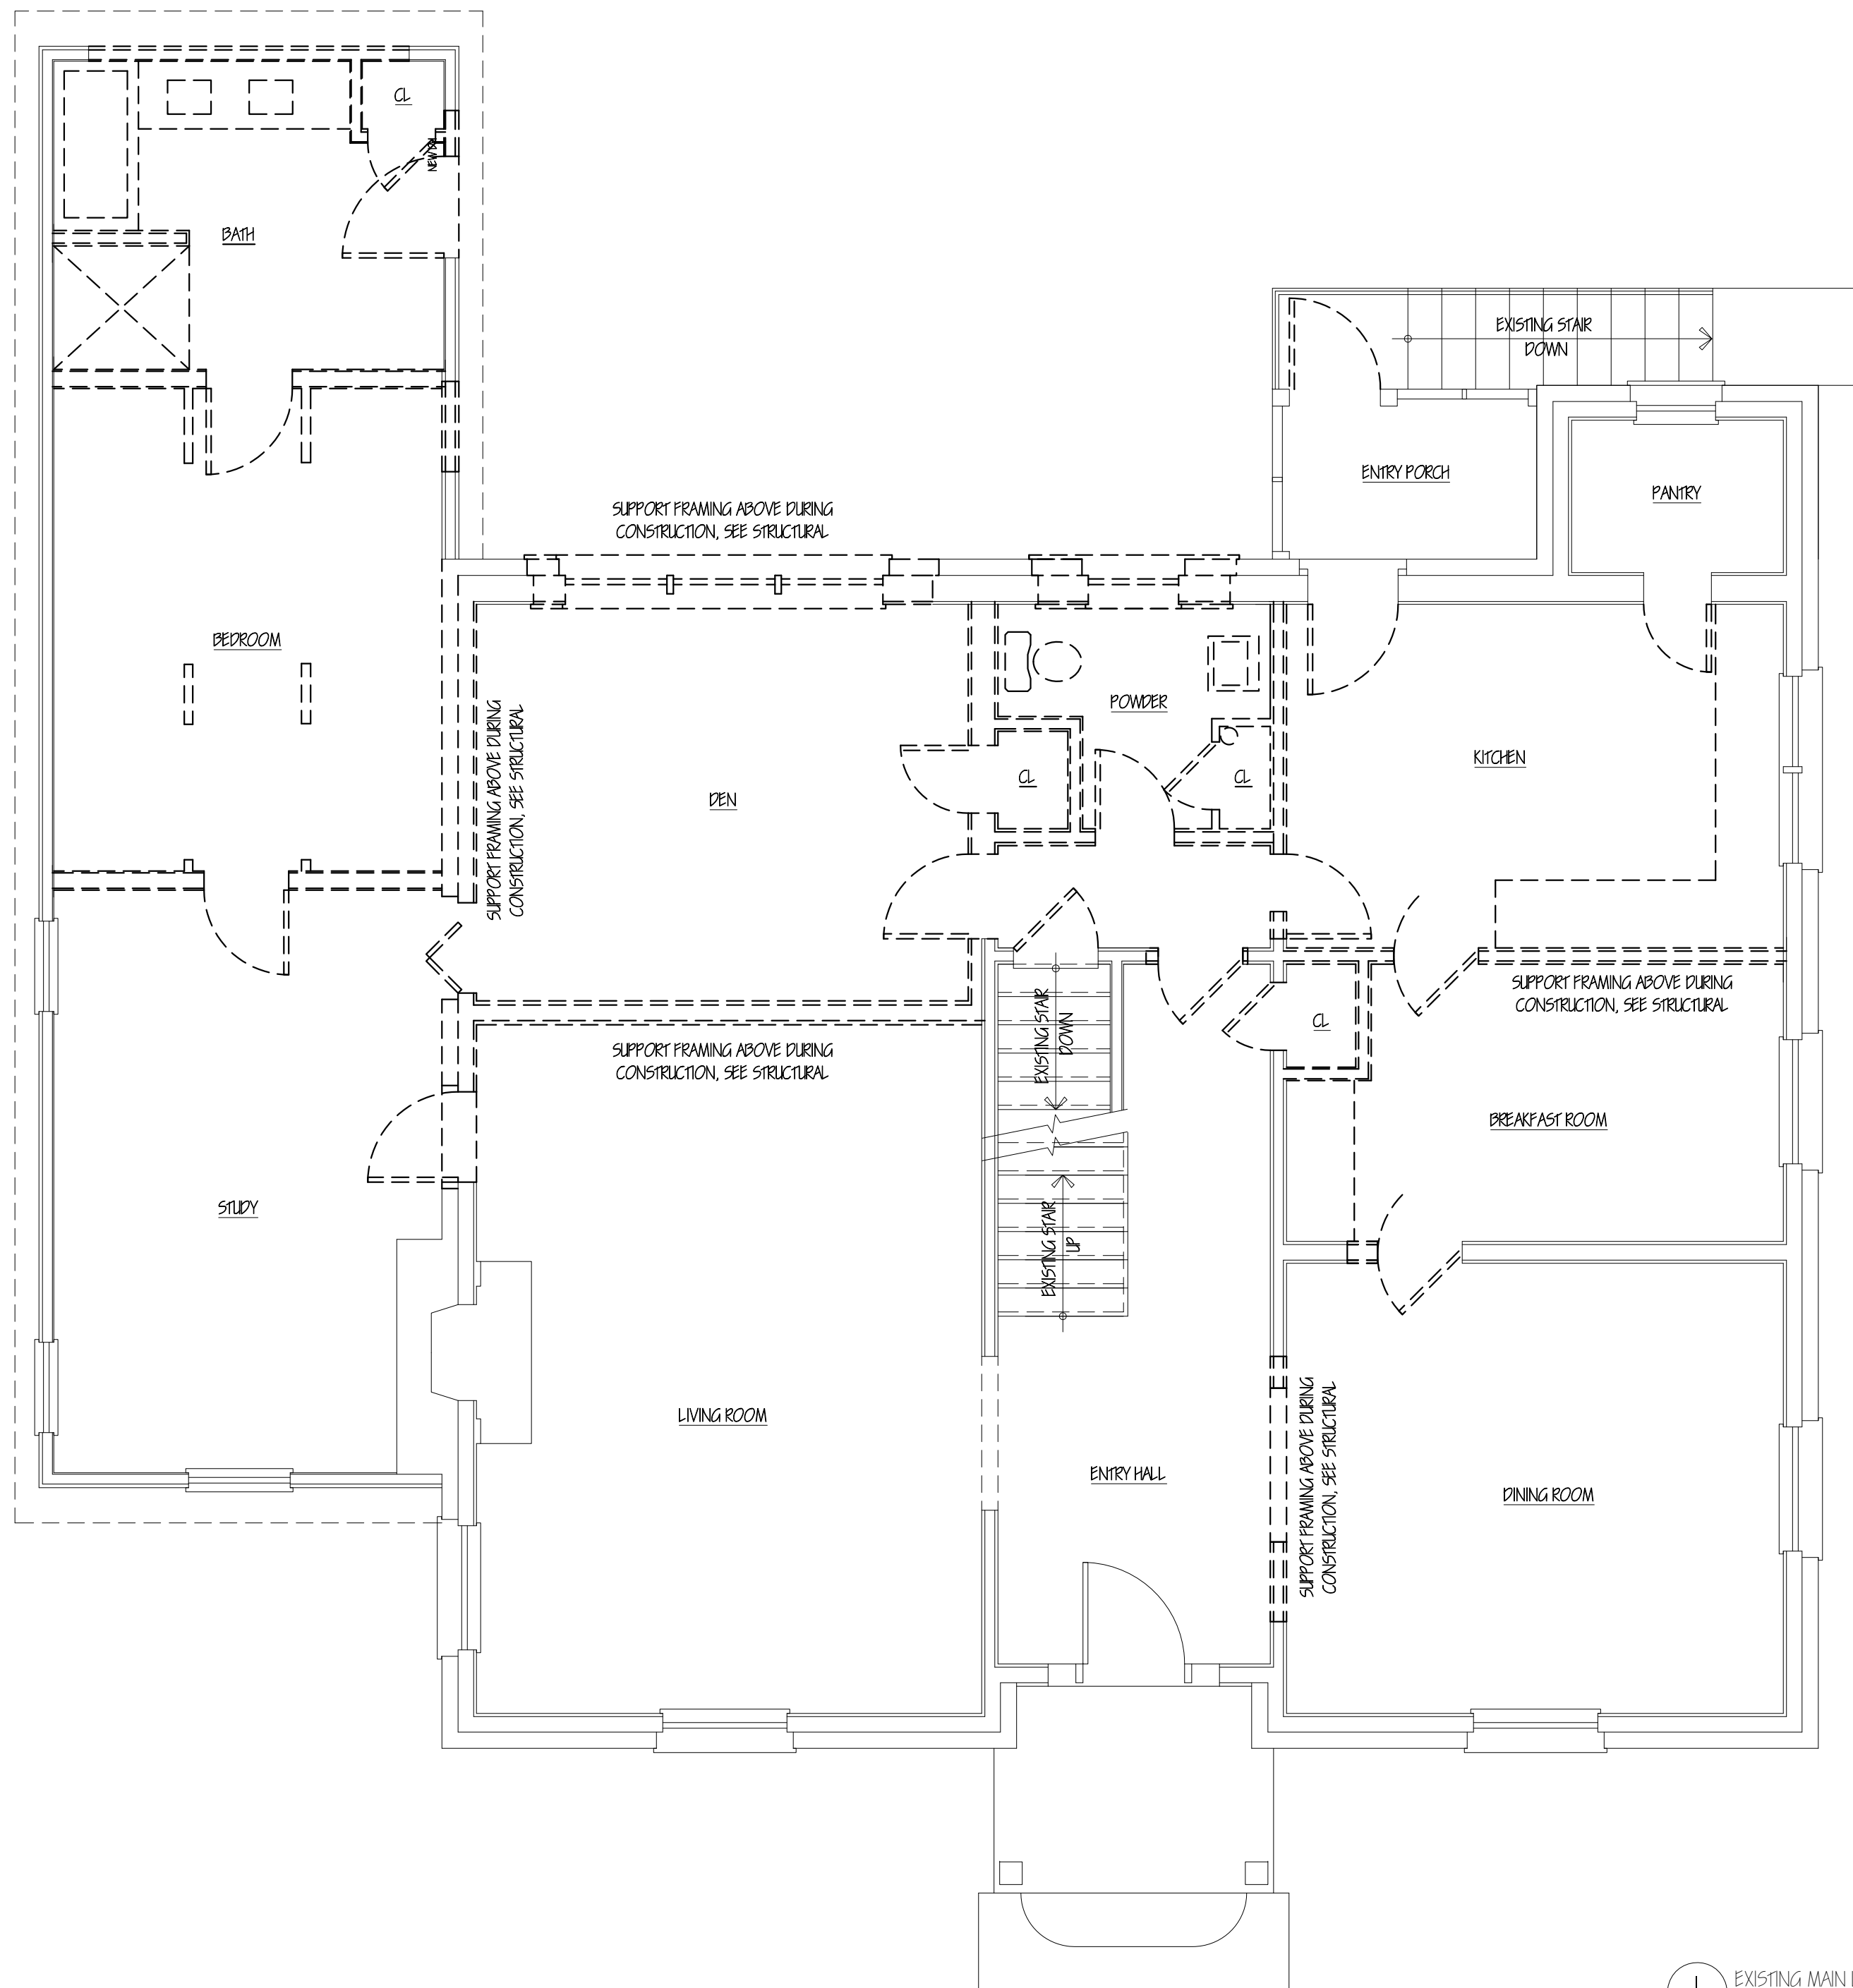 CL
NEW DR
BATH
EXISTING STAIR
DOWN
ENTRY PORCH
PANTRY
SUPPORT FRAMING ABOVE DURING
CONSTRUCTION, SEE STRUCTURAL
BEDROOM
SUPPORT FRAMING ABOVE DURING
CONSTRUCTION, SEE STRUCTURAL
POWDER
KITCHEN
DEN
CL
CL
SUPPORT FRAMING ABOVE DURING
CONSTRUCTION, SEE STRUCTURAL
EXISTING STAIR
DOWN
CL
SUPPORT FRAMING ABOVE DURING
CONSTRUCTION, SEE STRUCTURAL
BREAKFAST ROOM
STUDY
EXISTING STAIR
UP
LIVING ROOM
ENTRY HALL
SUPPORT FRAMING ABOVE DURING
CONSTRUCTION, SEE STRUCTURAL
DINING ROOM
EXISTING MAIN